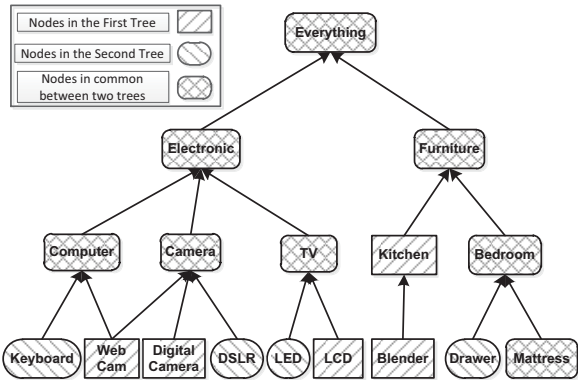 Nodes in the First Tree
Nodes in the Second Tree
Nodes in common
between two trees
Everything
Electronic
Furniture
Computer
Camera
TV
Kitchen
Bedroom
Keyboard
Web
Cam
Digital
Camera
DSLR
LED
LCD
Blender
Drawer
Mattress